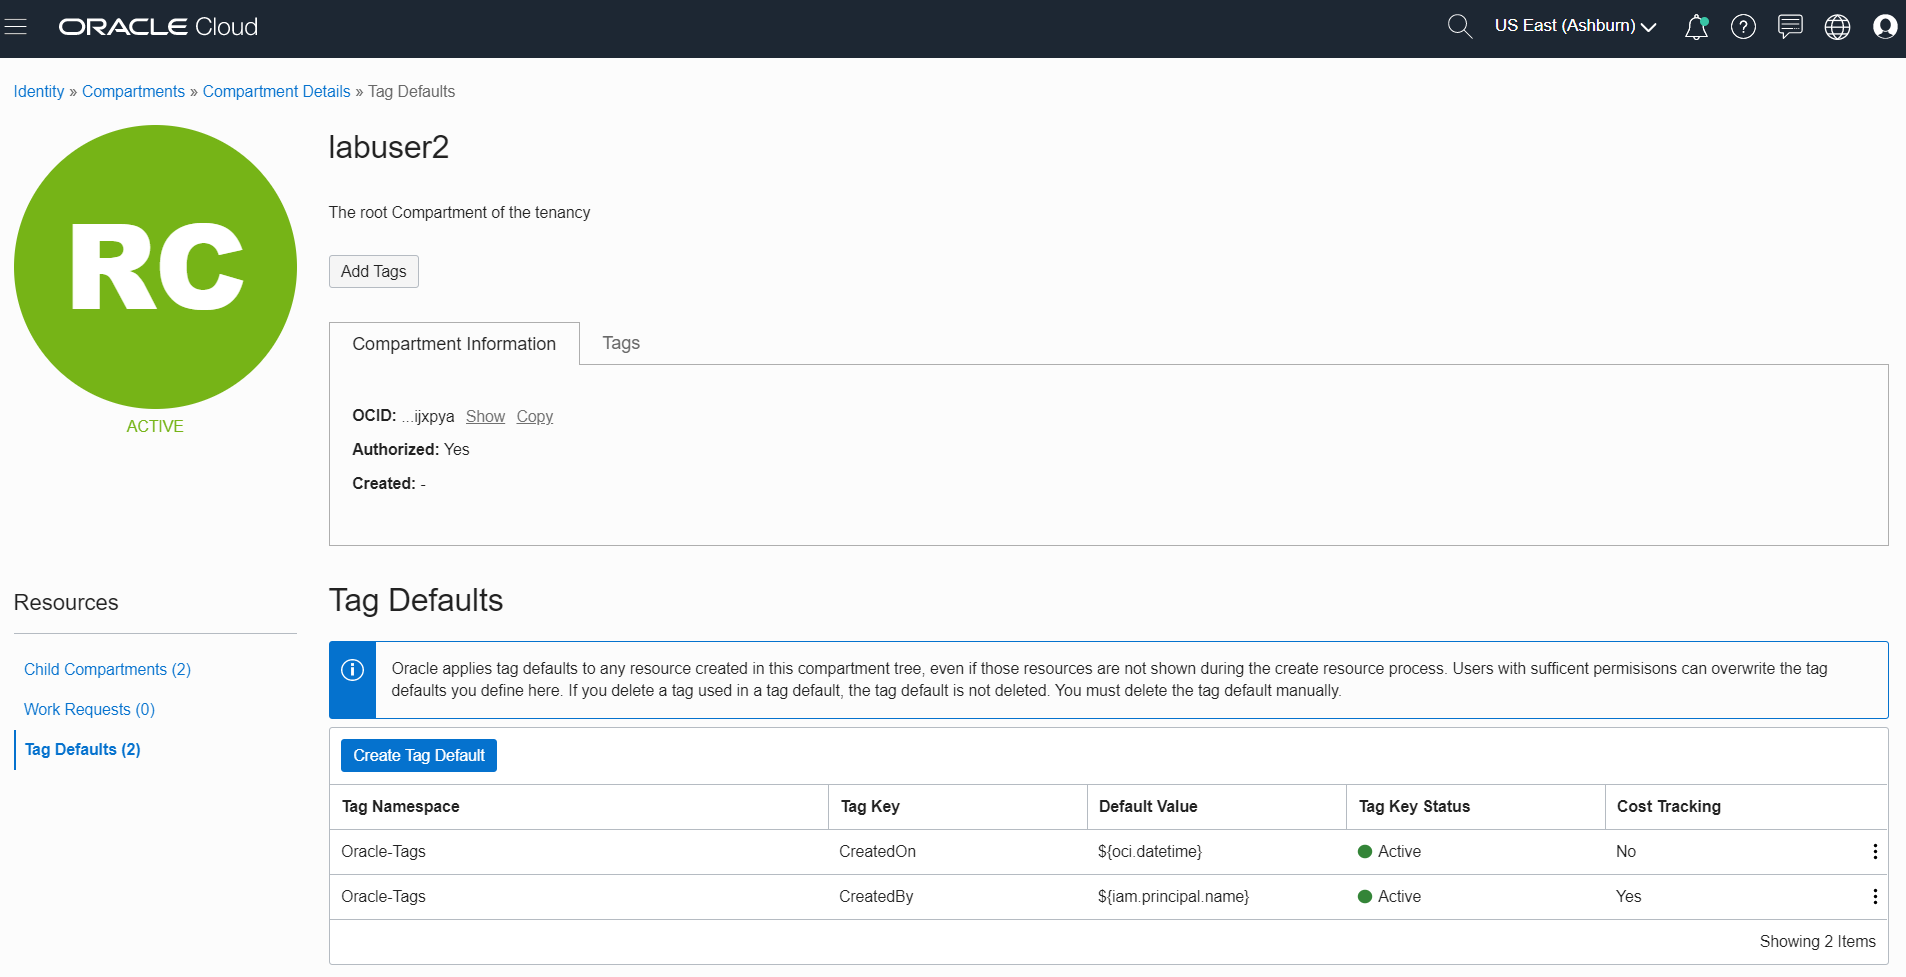 ORACLE Cloud
US East (Ashburn)
Identity » Compartments » Compartment Details » Tag Defaults
RC
ACTIVE
labuser2
The root Compartment of the tenancy
Add Tags
Compartment Information
Tags
OCID: ...ijxpya Show Copy
Authorized: Yes
Created: -
Resources
Child Compartments (2)
Work Requests (0)
Tag Defaults (2)
Tag Defaults
Oracle applies tag defaults to any resource created in this compartment tree, even if those resources are not shown during the create resource process. Users with sufficent permisisons can overwrite the tag
defaults you define here. If you delete a tag used in a tag default, the tag default is not deleted. You must delete the tag default manually.
Create Tag Default
Tag Namespace Tag Key Default Value Tag Key Status Cost Tracking
Oracle-Tags CreatedOn ${oci.datetime} Active No
Oracle-Tags CreatedBy ${iam.principal.name} Active Yes
Showing 2 Items